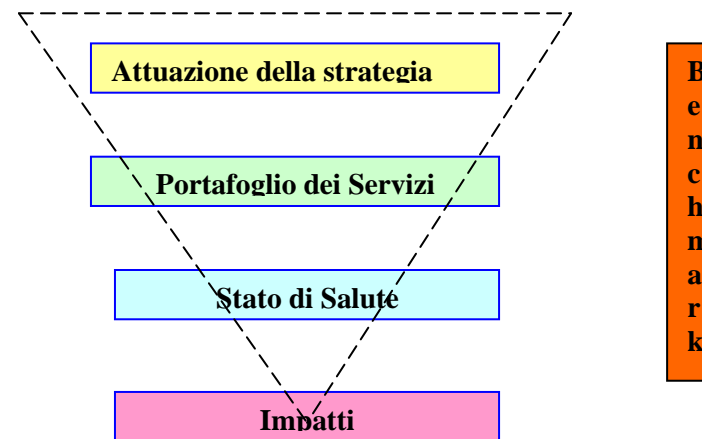 Attuazione della strategia
Portafoglio dei Servizi
Stato di Salute
Impatti
B
e
n
c
h
m
a
r
k